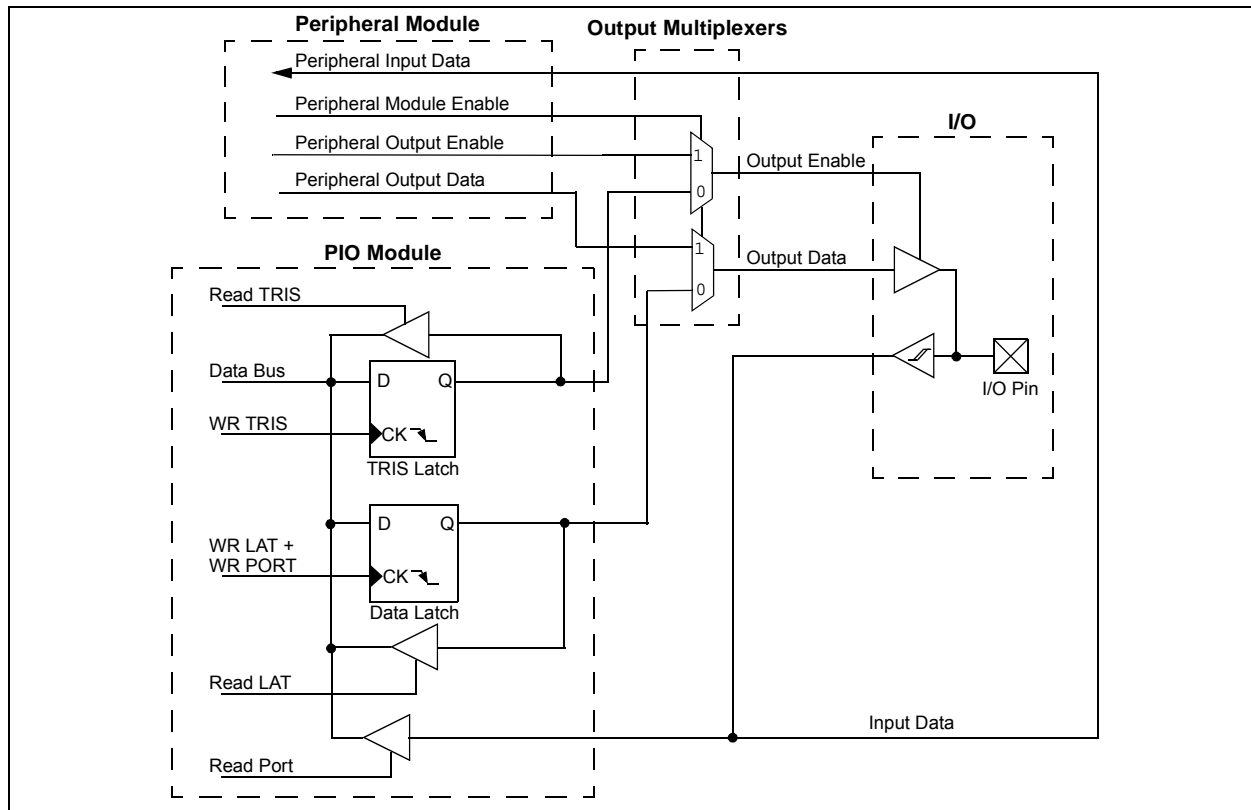 Peripheral Module
Output Multiplexers
Peripheral Input Data
Peripheral Module Enable
Peripheral Output Enable
Peripheral Output Data
1
0
Output Enable
I/O
1
0
Output Data
I/O Pin
PIO Module
Read TRIS
Data Bus
D
Q
WR TRIS
CK
TRIS Latch
D
Q
WR LAT +
WR PORT
CK
Data Latch
Read LAT
Input Data
Read Port